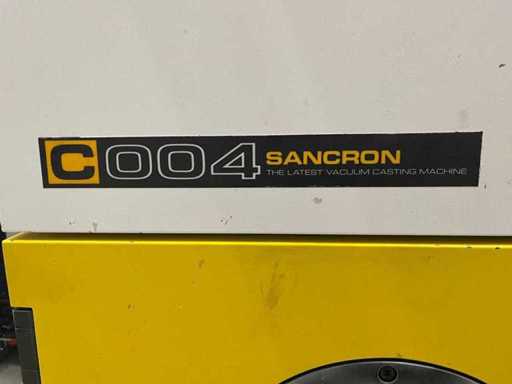 C004 SANCRON
THE LATEST VACUUM CASTING MACHINE